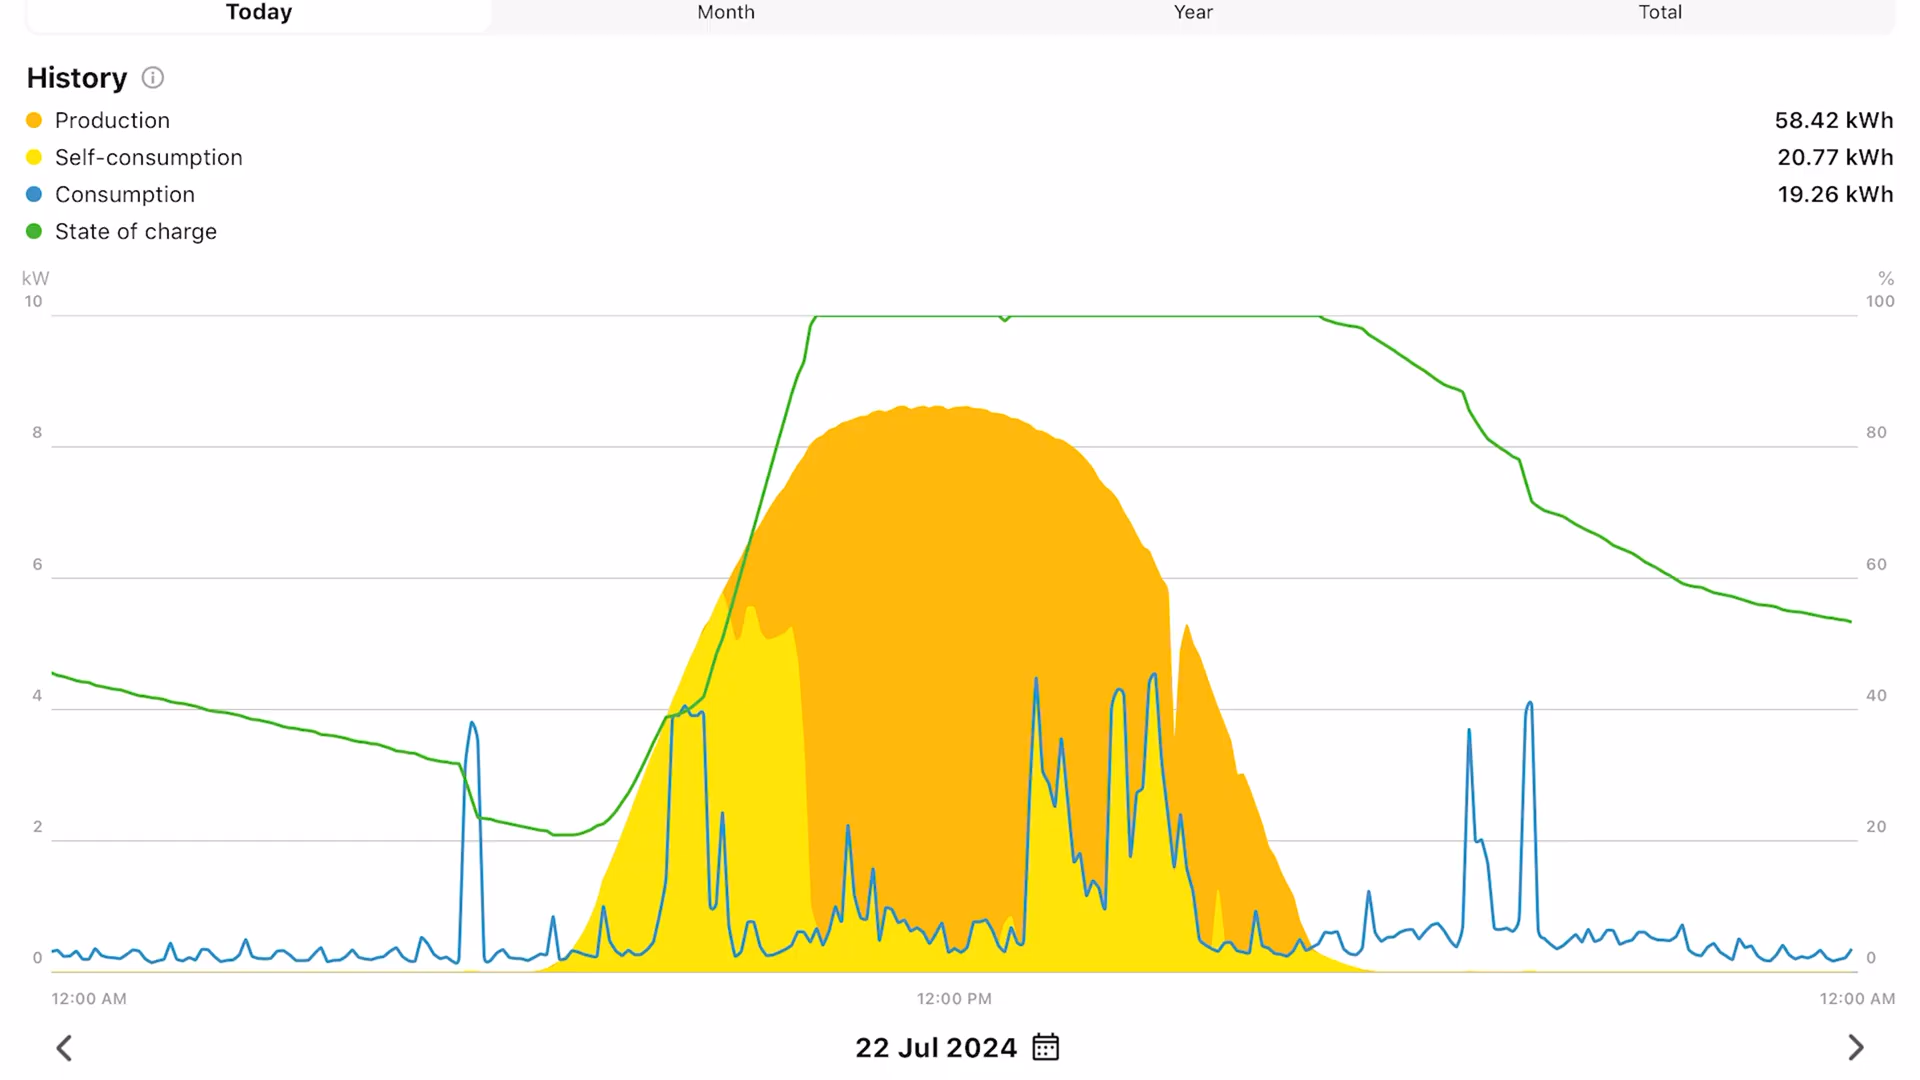 Today Month Year Total
History
Production 58.42 kWh
Self-consumption 20.77 kWh
Consumption 19.26 kWh
State of charge
kW %
10 100
8 80
6 60
4 40
2 20
0 0
12:00 AM 12:00 PM 12:00 AM
22 Jul 2024